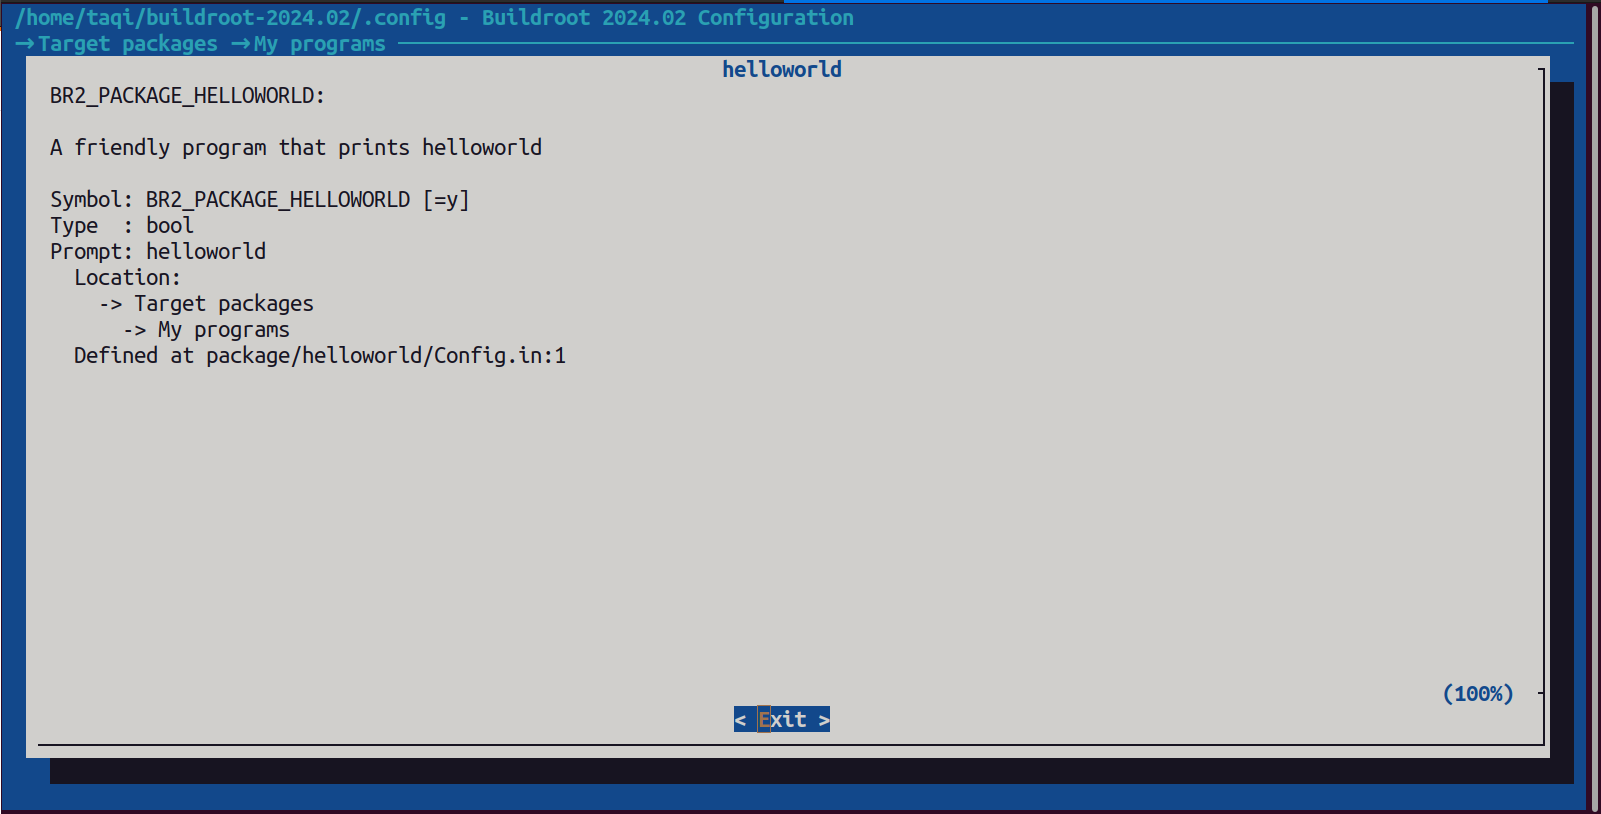 /home/taqi/buildroot-2024.02/.config - Buildroot 2024.02 Configuration
→Target packages →My programs
helloworld
BR2_PACKAGE_HELLOWORLD:
A friendly program that prints helloworld
Symbol: BR2_PACKAGE_HELLOWORLD [=y]
Type  : bool
Prompt: helloworld
  Location:
    -> Target packages
      -> My programs
  Defined at package/helloworld/Config.in:1
(100%)
< Exit >